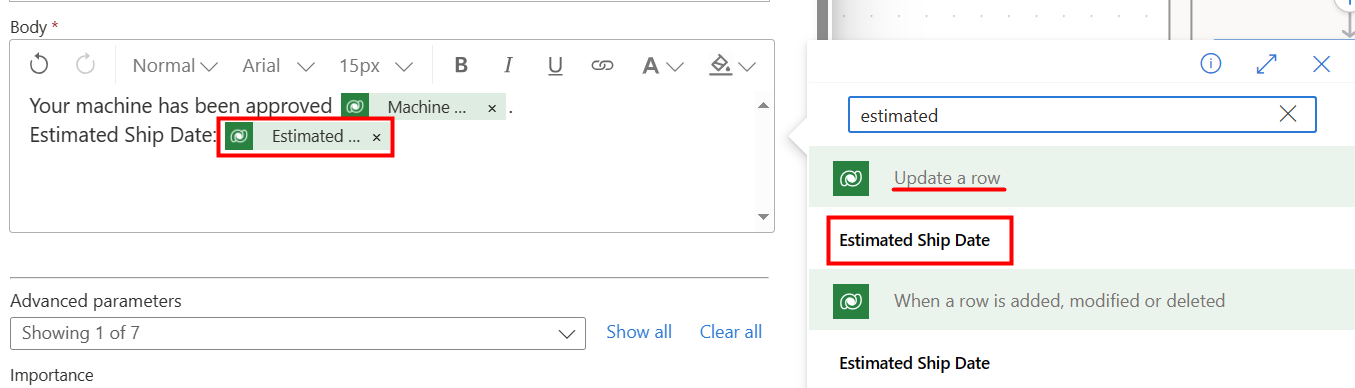 Body *
Normal Arial 15px B I U A
Your machine has been approved Machine ... × .
Estimated Ship Date: Estimated ... ×
Advanced parameters
Showing 1 of 7 Show all Clear all
Importance
estimated
Update a row
Estimated Ship Date
When a row is added, modified or deleted
Estimated Ship Date